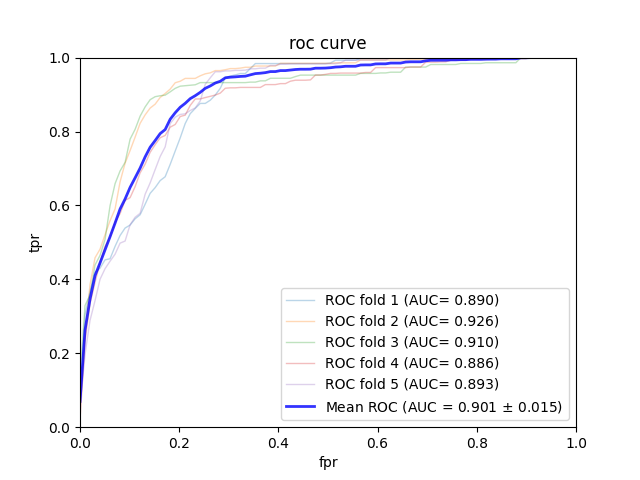 roc curve
tpr
1.0
0.8
0.6
0.4
0.2
0.0
ROC fold 1 (AUC= 0.890)
ROC fold 2 (AUC= 0.926)
ROC fold 3 (AUC= 0.910)
ROC fold 4 (AUC= 0.886)
ROC fold 5 (AUC= 0.893)
Mean ROC (AUC = 0.901 ± 0.015)
0.0 0.2 0.4 0.6 0.8 1.0
fpr